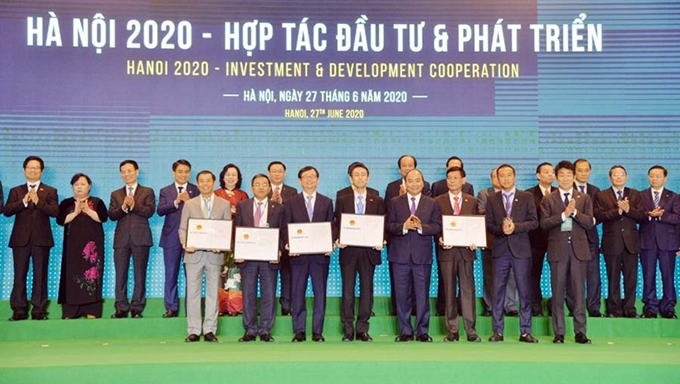 HÀ NỘI 2020 - HỢP TÁC ĐẦU TƯ & PHÁT TRIỂN
HANOI 2020 - INVESTMENT & DEVELOPMENT COOPERATION
— HÀ NỘI, NGÀY 27 THÁNG 6 NĂM 2020 —
HANOI, 27TH JUNE 2020